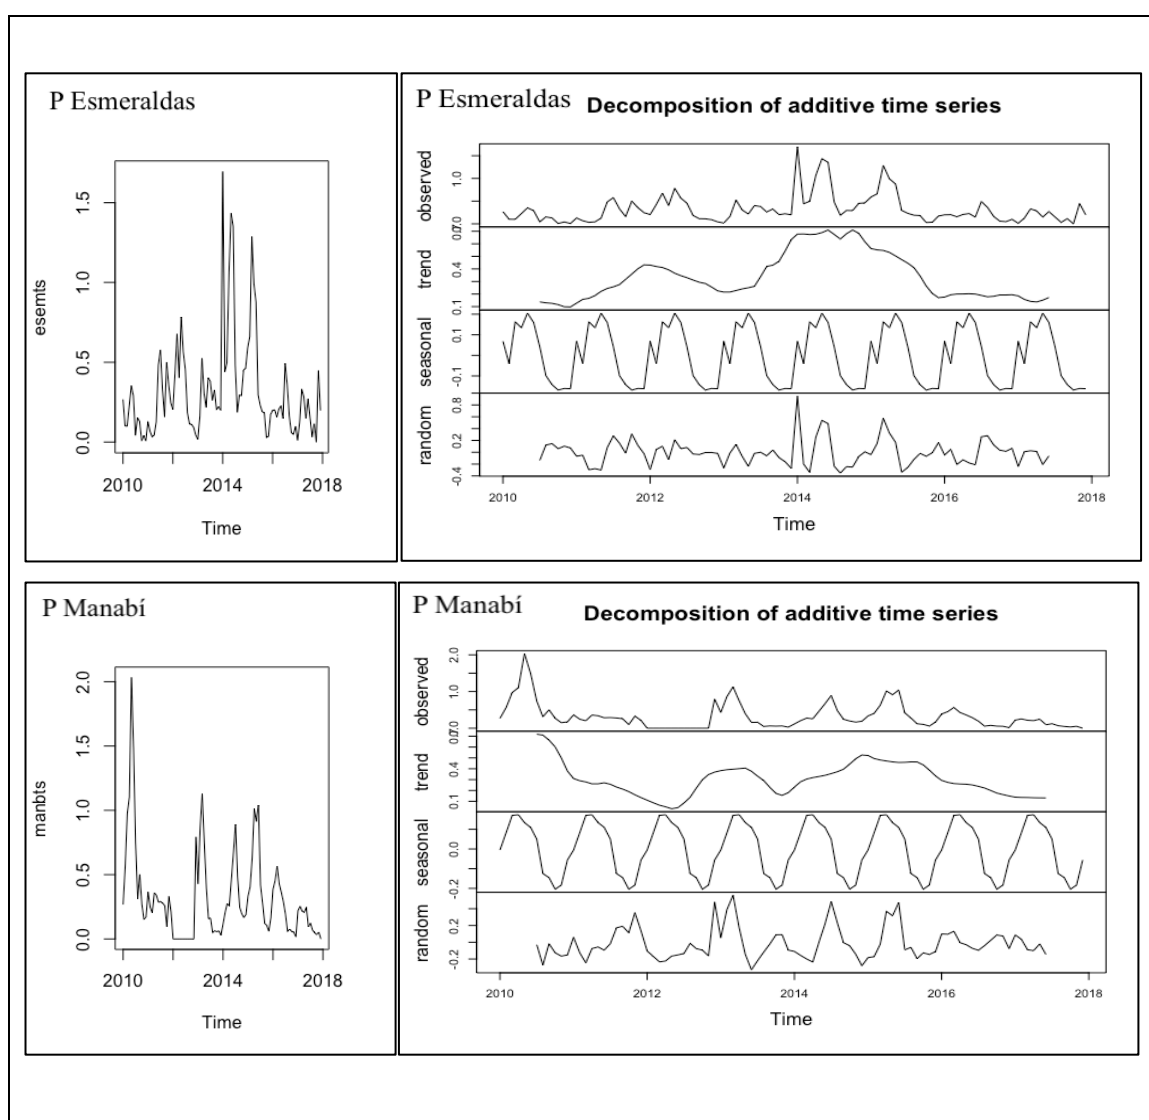 P Esmeraldas
esemts
1.5
1.0
0.5
0.0
2010
2014
2018
Time
P Esmeraldas
Decomposition of additive time series
observed
1.0
0.0
trend
0.4
0.1
seasonal
0.1
-0.1
random
0.8
0.2
-0.4
2010
2012
2014
2016
2018
Time
P Manabí
manbts
2.0
1.5
1.0
0.5
0.0
2010
2014
2018
Time
P Manabí
Decomposition of additive time series
observed
2.0
1.0
trend
0.4
0.1
seasonal
0.0
-0.2
random
0.2
-0.2
2010
2012
2014
2016
2018
Time